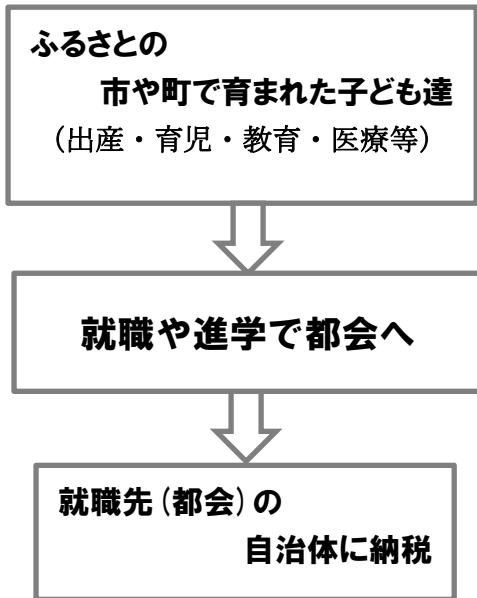 ふるさとの
市や町で育まれた子ども達
（出産・育児・教育・医療等）
就職や進学で都会へ
就職先（都会）の
自治体に納税